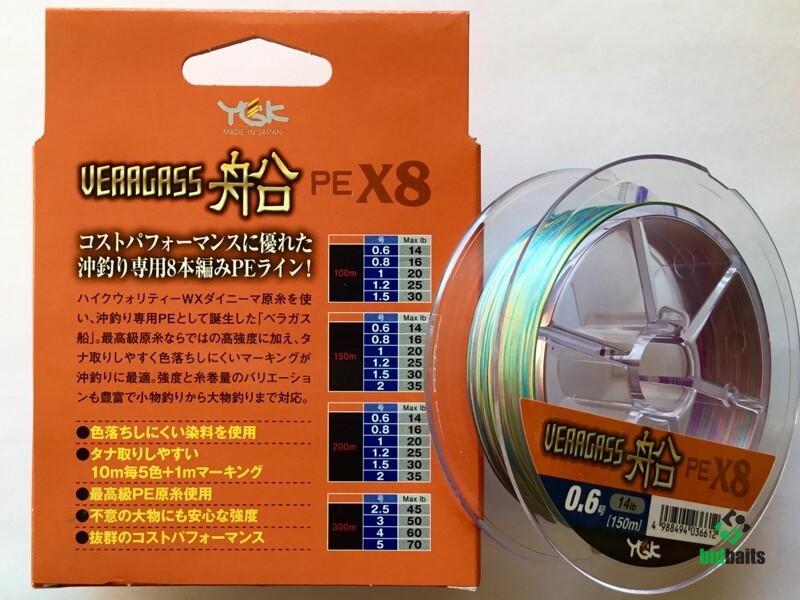 YGK
MADE IN JAPAN
VERAGASS 船 PE X8
コストパフォーマンスに優れた
沖釣り専用8本編みPEライン!
ハイクウォリティーWXダイニーマ原糸を使
い、沖釣り専用PEとして誕生した「ベラガス
船」。最高級原糸ならではの高強度に加え、タ
ナ取りしやすく色落ちしにくいマーキングが
沖釣りに最適。強度と糸巻量のバリエーション
も豊富で小物釣りから大物釣りまで対応。
●色落ちしにくい染料を使用
●タナ取りしやすい
10m毎5色+1mマーキング
●最高級PE原糸使用
●不意の大物にも安心な強度
●抜群のコストパフォーマンス
号 Max lb
100m
0.6 14
0.8 16
1 20
1.2 25
1.5 30
号 Max lb
150m
0.6 14
0.8 16
1 20
1.2 25
1.5 30
2 35
号 Max lb
200m
0.6 14
0.8 16
1 20
1.2 25
1.5 30
2 35
号 Max lb
300m
2.5 45
3 50
4 60
5 70
VERAGASS 船 PE X8
0.6号 14lb
[150m]
4 988494 03661
YGK
bidbaits